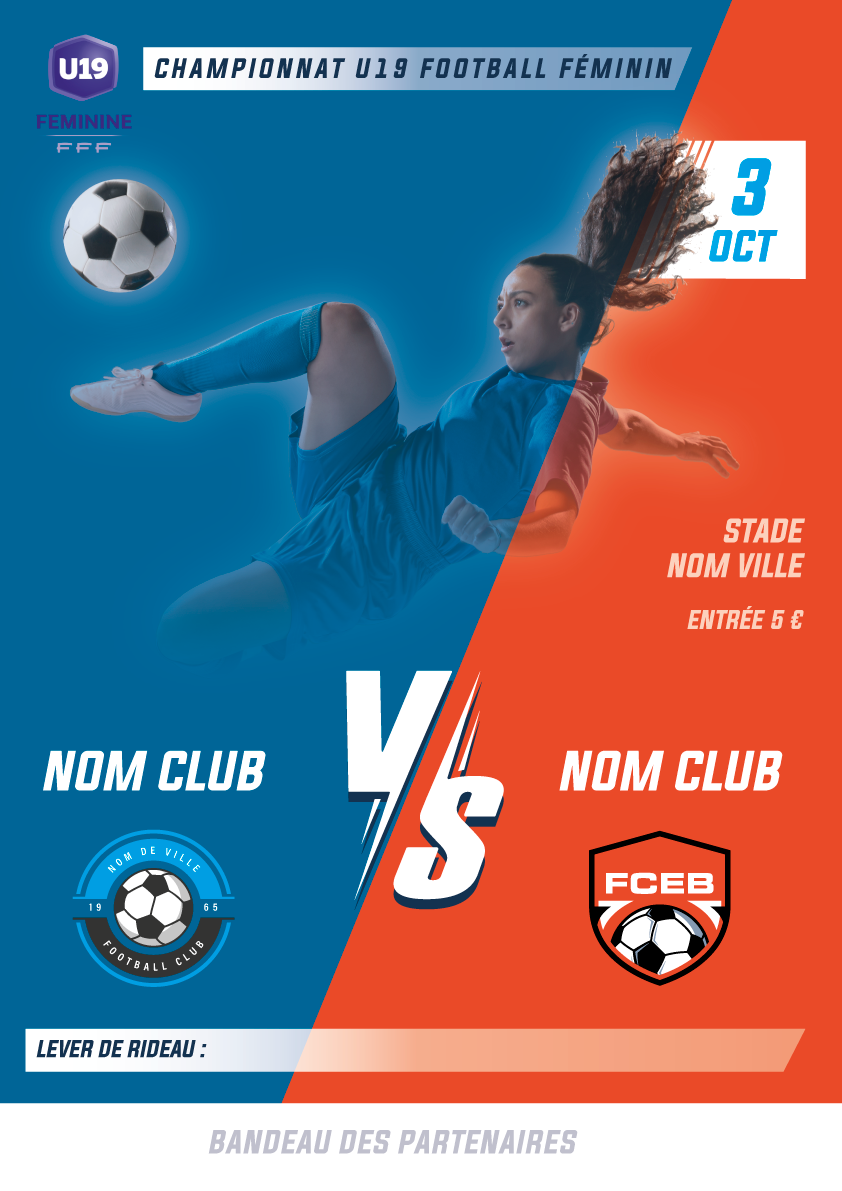 U19
FEMININE
FFF
CHAMPIONNAT U19 FOOTBALL FÉMININ
3
OCT
STADE
NOM VILLE
ENTRÉE 5 €
VS
NOM CLUB
NOM CLUB
NOM DE VILLE
19 65
FOOTBALL CLUB
FCEB
LEVER DE RIDEAU :
BANDEAU DES PARTENAIRES